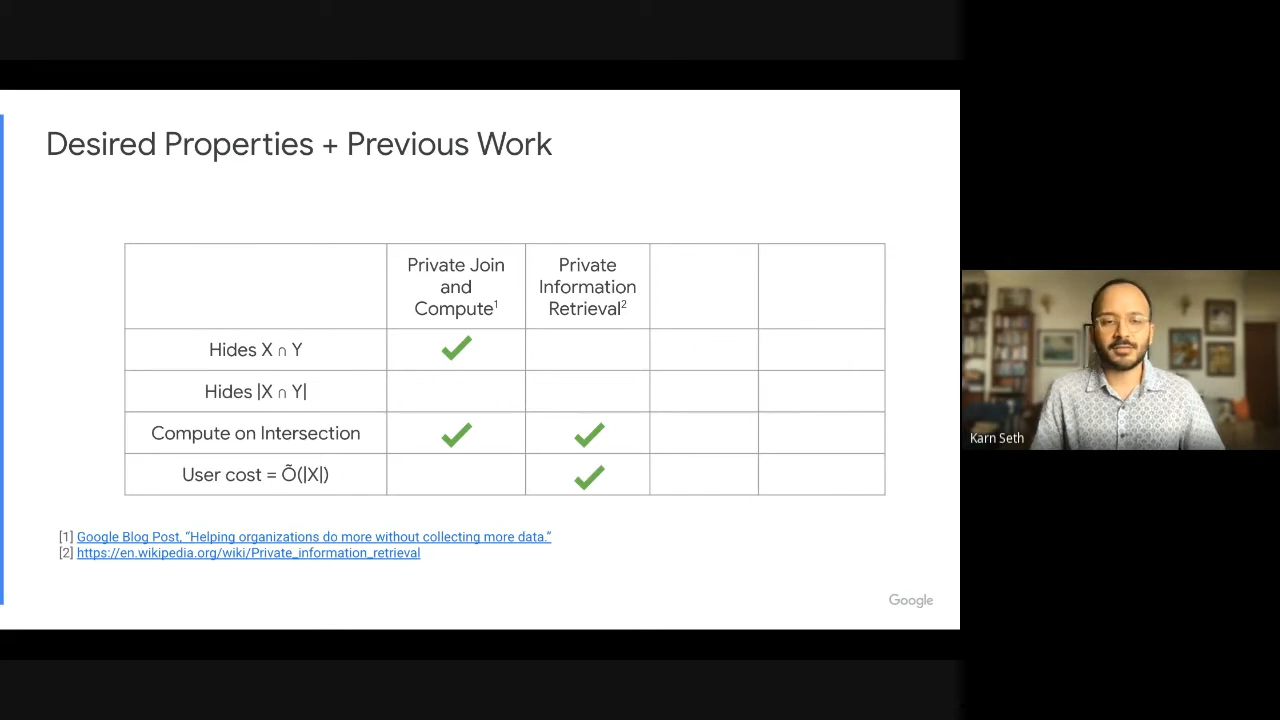 Desired Properties + Previous Work
Private Join
and
Compute¹
Private
Information
Retrieval²
Hides X ∩ Y
Hides |X ∩ Y|
Compute on Intersection
User cost = Õ(|X|)
[1] Google Blog Post, “Helping organizations do more without collecting more data.”
[2] https://en.wikipedia.org/wiki/Private_information_retrieval
Google
Karn Seth